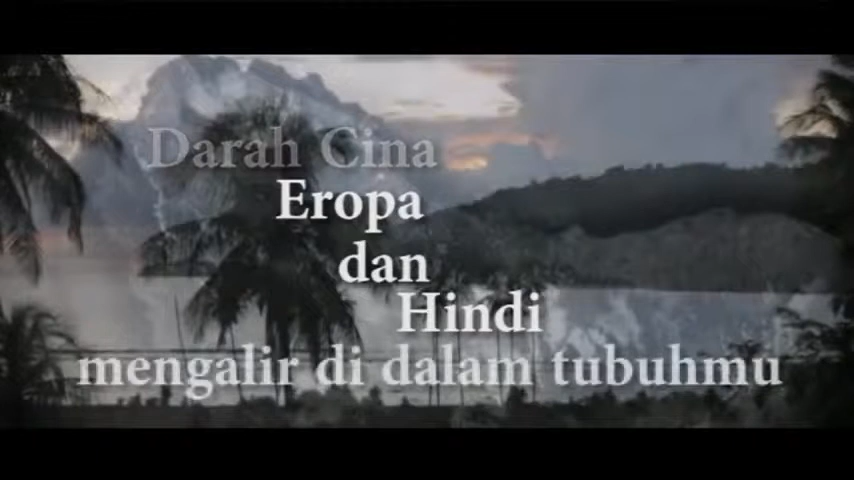 Darah Cina
Eropa
dan
Hindi
mengalir di dalam tubuhmu